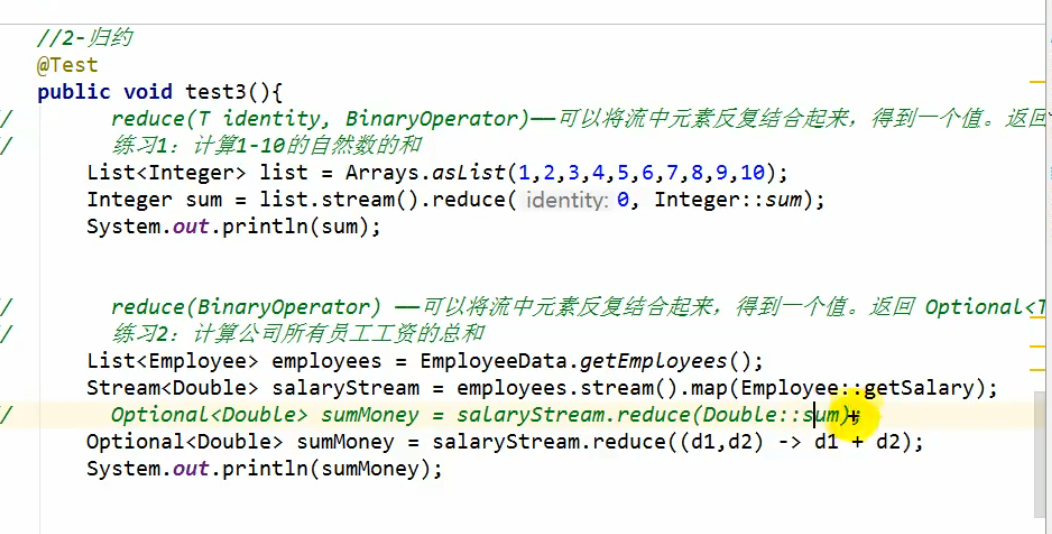 //2-归约
@Test
public void test3(){
/ reduce(T identity, BinaryOperator)——可以将流中元素反复结合起来，得到一个值。返回
/ 练习1：计算1-10的自然数的和
List<Integer> list = Arrays.asList(1,2,3,4,5,6,7,8,9,10);
Integer sum = list.stream().reduce( identity: 0, Integer::sum);
System.out.println(sum);
/ reduce(BinaryOperator) ——可以将流中元素反复结合起来，得到一个值。返回 Optional<T
/ 练习2：计算公司所有员工工资的总和
List<Employee> employees = EmployeeData.getEmployees();
Stream<Double> salaryStream = employees.stream().map(Employee::getSalary);
/ Optional<Double> sumMoney = salaryStream.reduce(Double::sum);
Optional<Double> sumMoney = salaryStream.reduce((d1,d2) -> d1 + d2);
System.out.println(sumMoney);